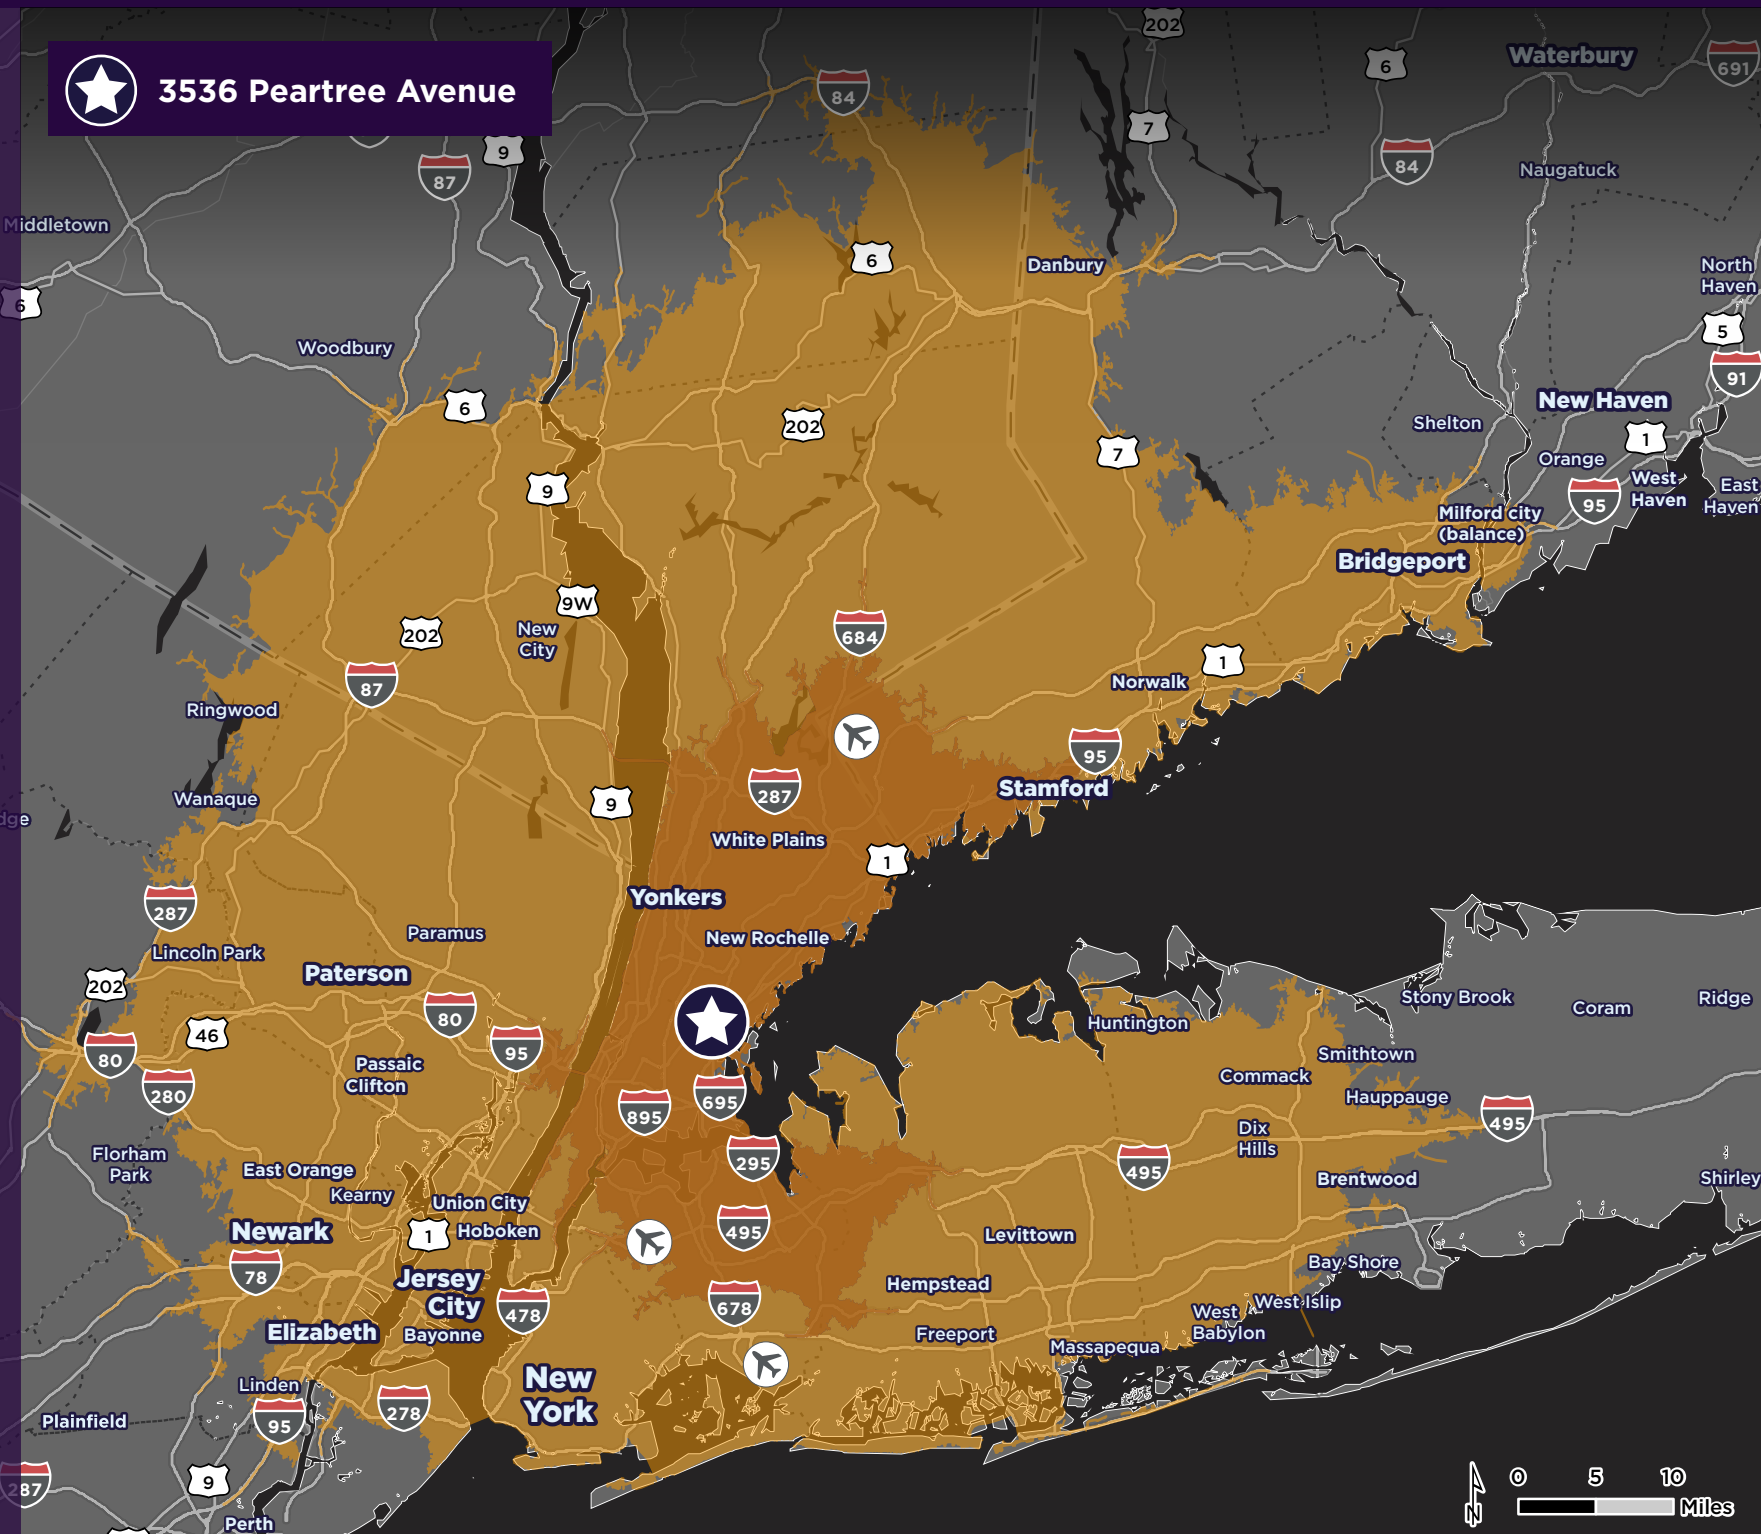 3536 Peartree Avenue
202
6
Waterbury
691
84
9
7
87
84
Naugatuck
Middletown
6
Danbury
North
Haven
6
5
Woodbury
91
6
202
New Haven
Shelton
1
7
Orange
9
West
Haven
East
Haven
95
Milford city
(balance)
Bridgeport
9W
New
City
202
684
1
87
Norwalk
Ringwood
95
287
Stamford
Wanaque
9
dge
White Plains
1
Yonkers
287
Paramus
New Rochelle
Lincoln Park
Paterson
202
Stony Brook
Coram
Ridge
80
46
Huntington
95
80
Smithtown
Passaic
Clifton
Commack
280
695
Hauppauge
895
495
Dix
Hills
Florham
Park
295
495
East Orange
Brentwood
Shirley
Kearny
Union City
Newark
1
Hoboken
495
Levittown
Bay Shore
78
Jersey
City
Hempstead
478
678
West Islip
West
Babylon
Elizabeth
Bayonne
Freeport
Massapequa
New
York
Linden
278
95
Plainfield
287
9
0 5 10
Miles
N
Perth